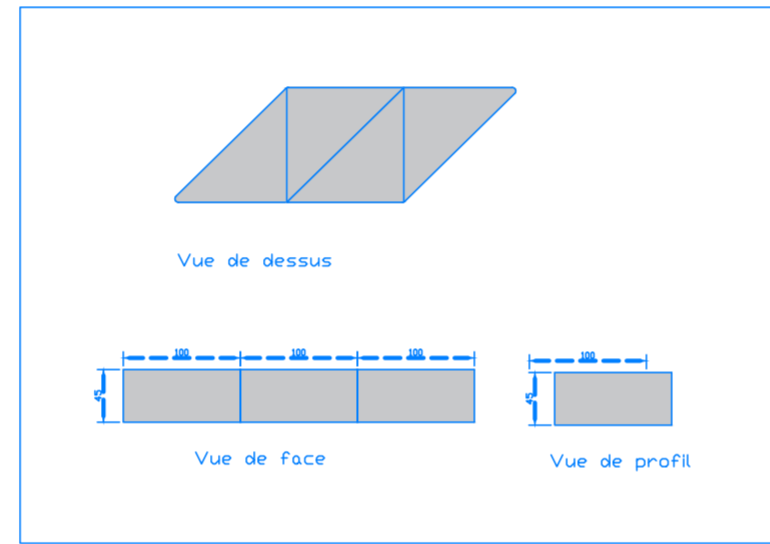 Vue de dessus
100 100 100
45
Vue de face
100
45
Vue de profil